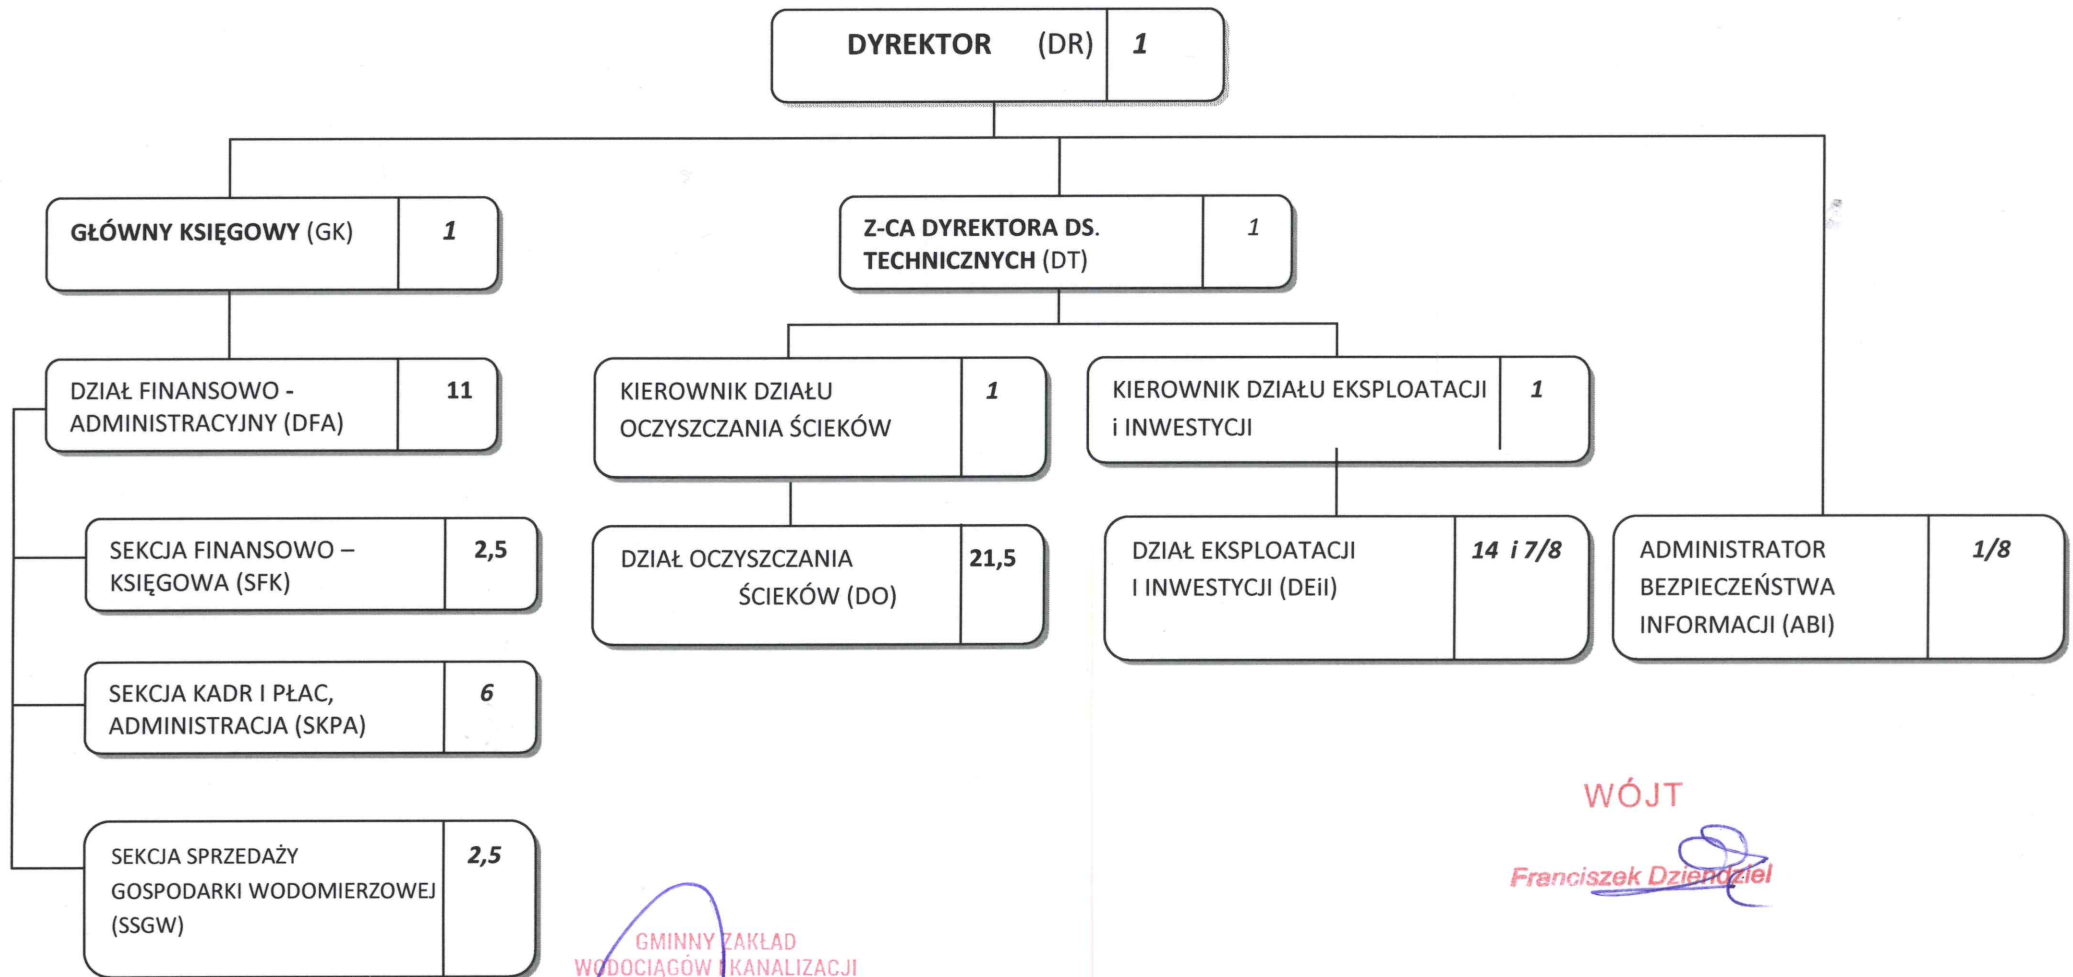 DYREKTOR (DR) 1
GŁÓWNY KSIĘGOWY (GK) 1
Z-CA DYREKTORA DS.
TECHNICZNYCH (DT)
1
DZIAŁ FINANSOWO -
ADMINISTRACYJNY (DFA)
11
KIEROWNIK DZIAŁU
OCZYSZCZANIA ŚCIEKÓW
1
KIEROWNIK DZIAŁU EKSPLOATACJI
i INWESTYCJI
1
SEKCJA FINANSOWO –
KSIĘGOWA (SFK)
2,5
DZIAŁ OCZYSZCZANIA
ŚCIEKÓW (DO)
21,5
DZIAŁ EKSPLOATACJI
I INWESTYCJI (DEiI)
14 i 7/8
ADMINISTRATOR
BEZPIECZEŃSTWA
INFORMACJI (ABI)
1/8
SEKCJA KADR I PŁAC,
ADMINISTRACJA (SKPA)
6
SEKCJA SPRZEDAŻY
GOSPODARKI WODOMIERZOWEJ
(SSGW)
2,5
WÓJT
Franciszek Dziendziel
GMINNY ZAKŁAD
WODOCIĄGÓW I KANALIZACJI